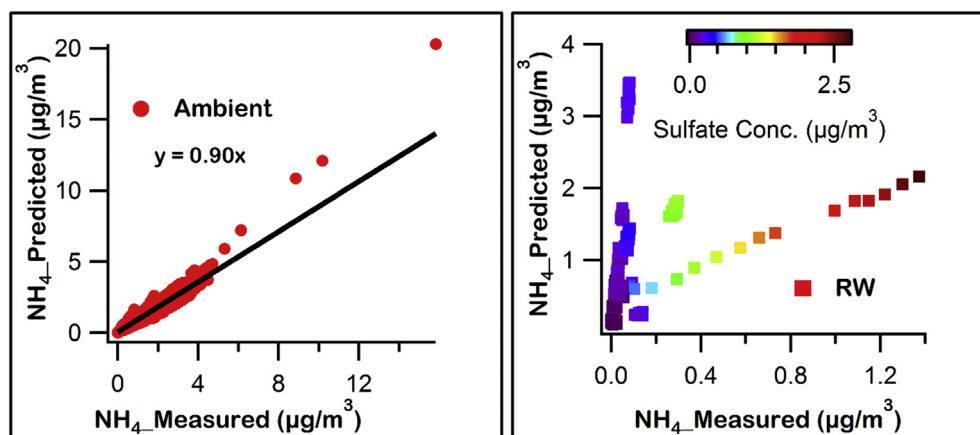 20
15
10
5
0
NH4_Predicted (µg/m3)
Ambient
y = 0.90x
0 4 8 12
NH4_Measured (µg/m3)
4
3
2
1
NH4_Predicted (µg/m3)
0.0 2.5
Sulfate Conc. (µg/m3)
RW
0.0 0.4 0.8 1.2
NH4_Measured (µg/m3)